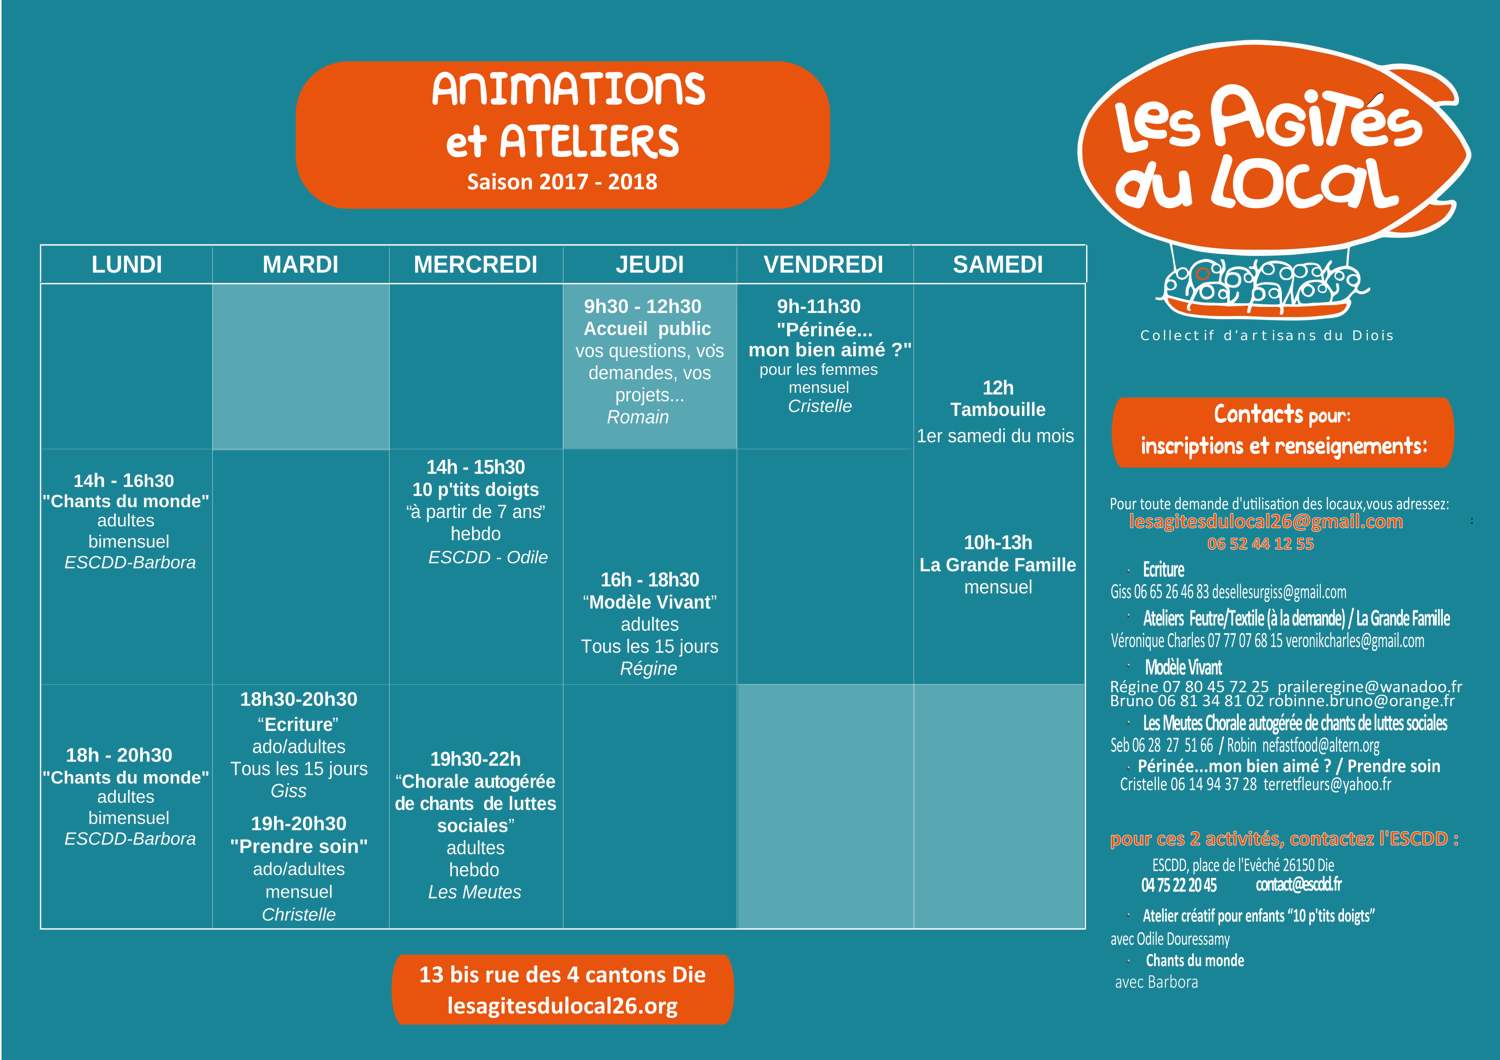 ANIMATIONS
et ATELIERS
Saison 2017 - 2018
LES AGITÉS
DU LOCAL
Collectif d'artisans du Diois
LUNDI
MARDI
MERCREDI
JEUDI
VENDREDI
SAMEDI
14h - 16h30
"Chants du monde"
adultes
bimensuel
ESCDD-Barbora
18h - 20h30
"Chants du monde"
adultes
bimensuel
ESCDD-Barbora
18h30-20h30
“Ecriture”
ado/adultes
Tous les 15 jours
Giss
19h-20h30
"Prendre soin"
ado/adultes
mensuel
Christelle
14h - 15h30
10 p'tits doigts
“à partir de 7 ans”
hebdo
ESCDD - Odile
19h30-22h
“Chorale autogérée
de chants de luttes
sociales”
adultes
hebdo
Les Meutes
9h30 - 12h30
Accueil public
vos questions, vos
demandes, vos
projets...
Romain
16h - 18h30
“Modèle Vivant”
adultes
Tous les 15 jours
Régine
9h-11h30
"Périnée...
mon bien aimé ?"
pour les femmes
mensuel
Cristelle
12h
Tambouille
1er samedi du mois
10h-13h
La Grande Famille
mensuel
13 bis rue des 4 cantons Die
lesagitesdulocal26.org
Contacts pour:
inscriptions et renseignements:
Pour toute demande d'utilisation des locaux,vous adressez:
lesagitesdulocal26@gmail.com
06 52 44 12 55
· Ecriture
Giss 06 65 26 46 83 desellesurgiss@gmail.com
· Ateliers Feutre/Textile (à la demande) / La Grande Famille
Véronique Charles 07 77 07 68 15 veronikcharles@gmail.com
· Modèle Vivant
Régine 07 80 45 72 25 praileregine@wanadoo.fr
Bruno 06 81 34 81 02 robinne.bruno@orange.fr
· Les Meutes Chorale autogérée de chants de luttes sociales
Seb 06 28 27 51 66 / Robin nefastfood@altern.org
· Périnée...mon bien aimé ? / Prendre soin
Cristelle 06 14 94 37 28 terretfleurs@yahoo.fr
pour ces 2 activités, contactez l'ESCDD :
ESCDD, place de l'Evêché 26150 Die
04 75 22 20 45 contact@escdd.fr
· Atelier créatif pour enfants “10 p'tits doigts”
avec Odile Douressamy
· Chants du monde
avec Barbora